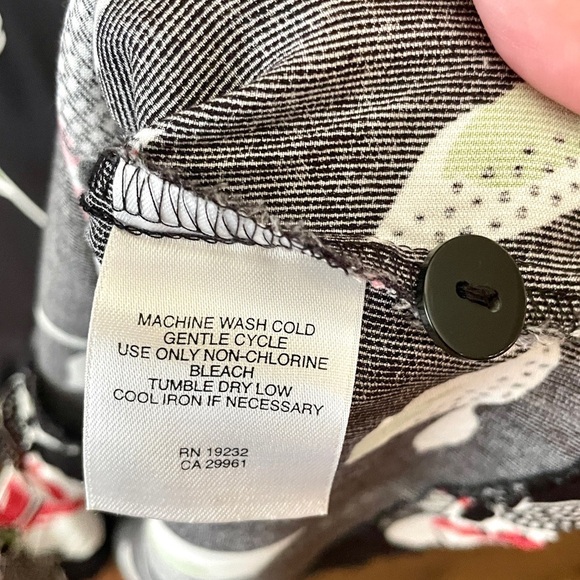 MACHINE WASH COLD
GENTLE CYCLE
USE ONLY NON-CHLORINE
BLEACH
TUMBLE DRY LOW
COOL IRON IF NECESSARY
RN 19232
CA 29961